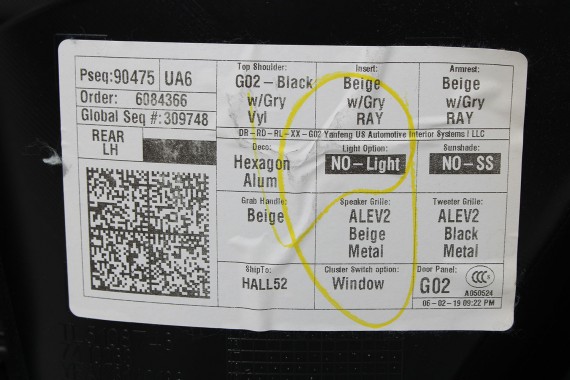 Pseq:90475 UA6
Order: 6084366
Global Seq #:309748
REAR
LH
Top Shoulder:
G02-Black
w/Gry
Vyl
Insert:
Beige
w/Gry
RAY
Armrest:
Beige
w/Gry
RAY
DR-RD-RL-XX-G02 Yanfeng US Automotive Interior Systems I LLC
Deco:
Hexagon
Alum
Light Option:
NO-Light
Sunshade:
NO-SS
Grab Handle:
Beige
Speaker Grille:
ALEV2
Beige
Metal
Tweeter Grille:
ALEV2
Black
Metal
ShipTo:
HALL52
Cluster Switch option:
Window
Door Panel:
G02
CCC
A050524
06-02-19 09:22 PM